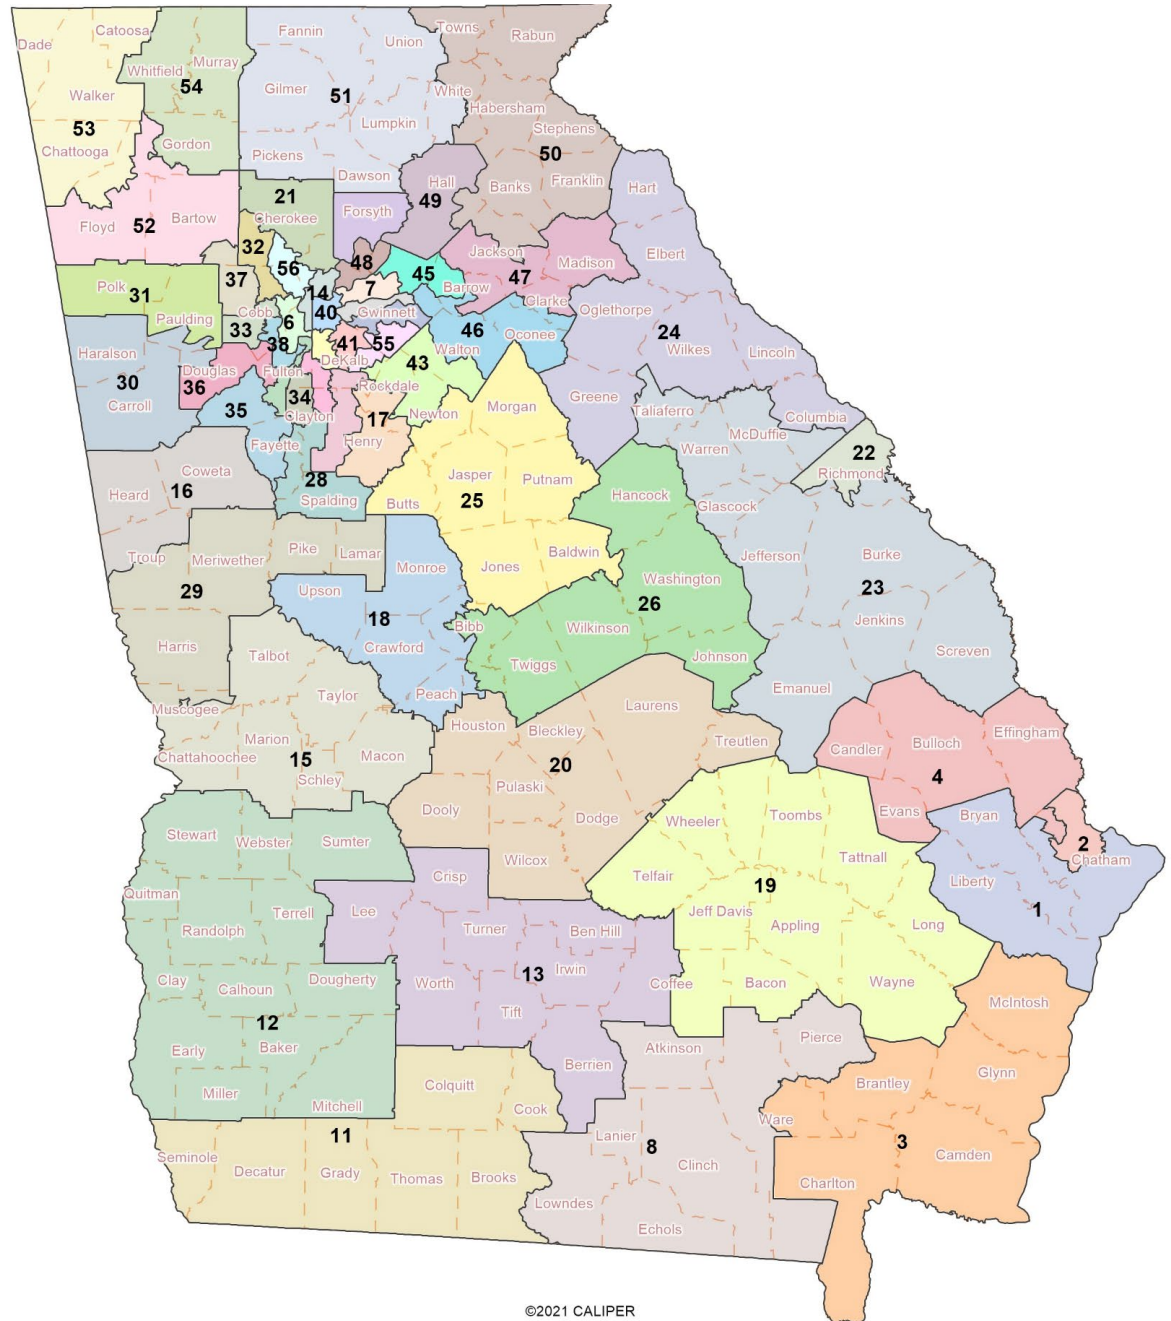 Dade
Catoosa
Fannin
Union
Towns
Rabun
Whitfield
Murray
54
Walker
Gilmer
51
White
Habersham
53
Lumpkin
Stephens
Chattooga
Gordon
Pickens
50
Dawson
Hall
Banks
Franklin
Hart
21
49
Forsyth
Floyd
52
Bartow
Cherokee
32
Jackson
Madison
Elbert
56
48
45
47
37
14
7
Barrow
Polk
31
Clarke
Oglethorpe
Paulding
Cobb
40
Gwinnett
33
6
46
Oconee
24
38
41
55
Walton
Wilkes
Lincoln
Haralson
DeKalb
43
30
Douglas
Fulton
36
Rockdale
Carroll
34
Greene
35
Clayton
17
Newton
Morgan
Taliaferro
Columbia
Fayette
Henry
Warren
McDuffie
22
Coweta
Jasper
Putnam
Richmond
16
28
Heard
Spalding
Butts
25
Hancock
Glascock
Troup
Meriwether
Pike
Lamar
Baldwin
Jefferson
Burke
Monroe
Jones
Washington
29
Upson
23
26
18
Bibb
Wilkinson
Jenkins
Harris
Talbot
Crawford
Twiggs
Johnson
Screven
Taylor
Peach
Emanuel
Muscogee
Laurens
Houston
Bleckley
Effingham
Marion
Treutlen
Candler
Bulloch
Chattahoochee
15
Macon
20
4
Schley
Pulaski
Dooly
Dodge
Wheeler
Toombs
Evans
Bryan
Stewart
Webster
Sumter
2
Wilcox
Tattnall
Chatham
Crisp
Telfair
19
Liberty
Quitman
Terrell
Lee
Jeff Davis
1
Randolph
Turner
Ben Hill
Appling
Long
Clay
Dougherty
Worth
13
Irwin
Coffee
Bacon
Wayne
Calhoun
McIntosh
12
Tift
Early
Baker
Atkinson
Pierce
Berrien
Glynn
Miller
Colquitt
Brantley
Mitchell
Cook
Ware
11
Lanier
8
3
Seminole
Decatur
Grady
Thomas
Brooks
Clinch
Camden
Charlton
Lowndes
Echols
©2021 CALIPER